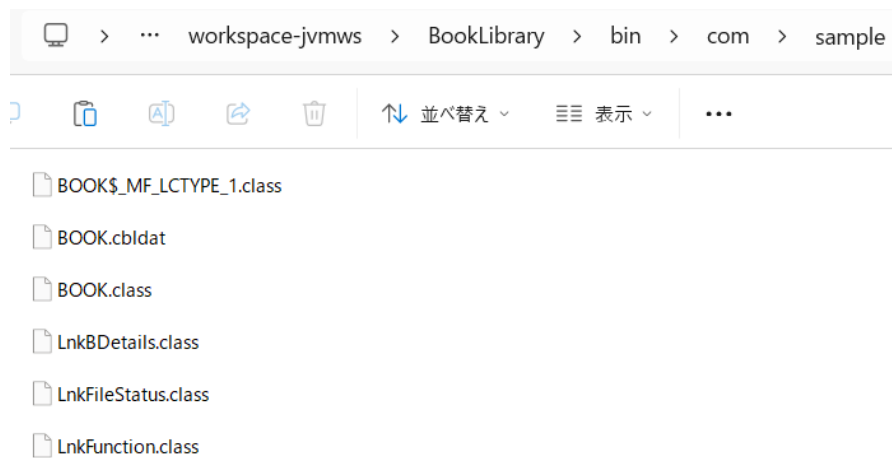 > ... workspace-jvmws > BookLibrary > bin > com > sample
並べ替え 表示 ...
BOOK$_MF_LCTYPE_1.class
BOOK.cbldat
BOOK.class
LnkBDetails.class
LnkFileStatus.class
LnkFunction.class